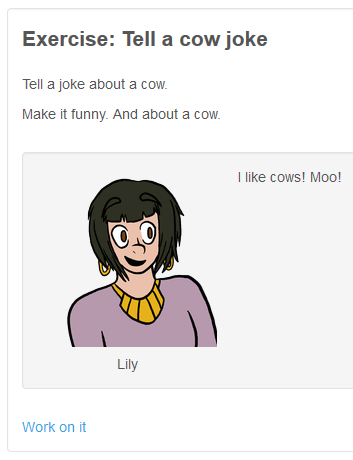 Exercise: Tell a cow joke
Tell a joke about a cow.
Make it funny. And about a cow.
I like cows! Moo!
Lily
Work on it